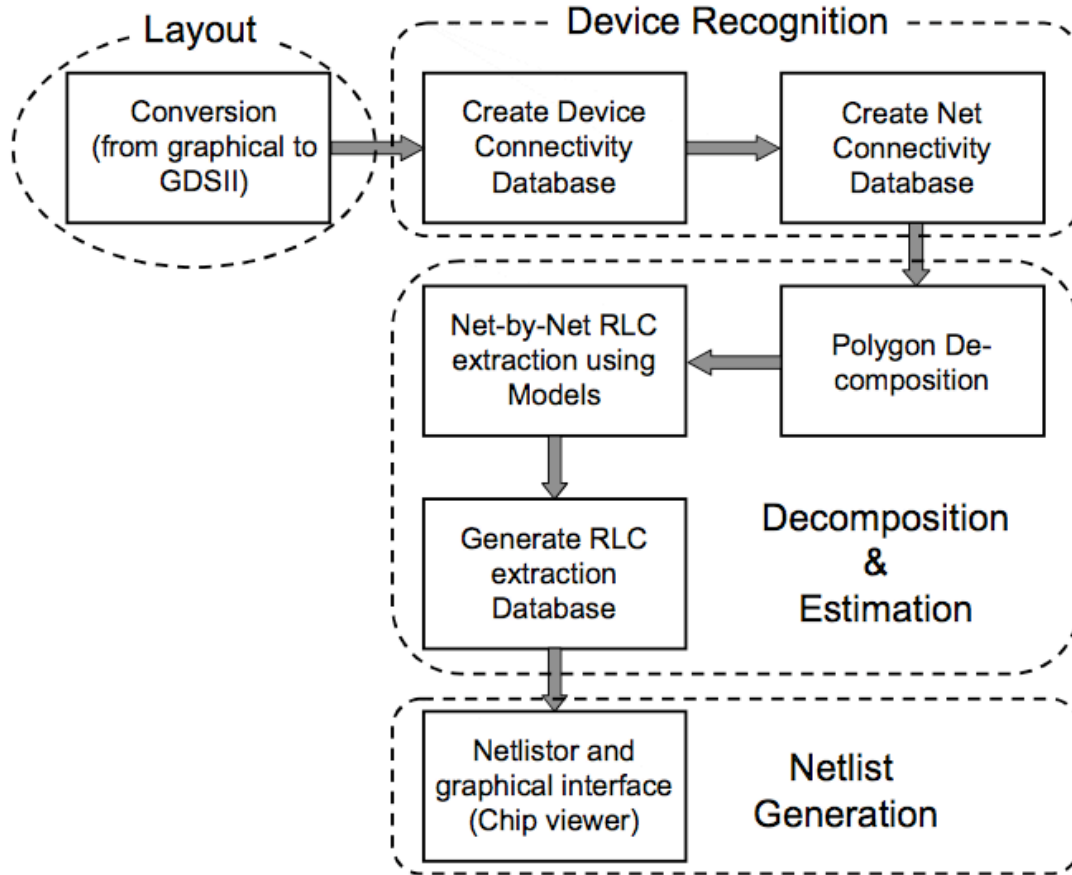 Layout
Device Recognition
Conversion
(from graphical to
GDSII)
Create Device
Connectivity
Database
Create Net
Connectivity
Database
Net-by-Net RLC
extraction using
Models
Polygon De-
composition
Generate RLC
extraction
Database
Decomposition
&
Estimation
Netlistor and
graphical interface
(Chip viewer)
Netlist
Generation